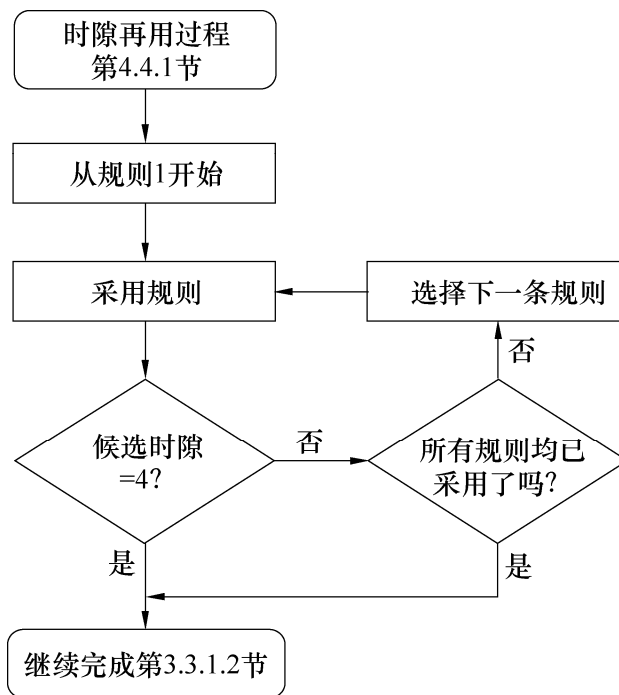 时隙再用过程
第4.4.1节
从规则1开始
采用规则
选择下一条规则
否
候选时隙
=4?
否
所有规则均已
采用了吗?
是
是
继续完成第3.3.1.2节